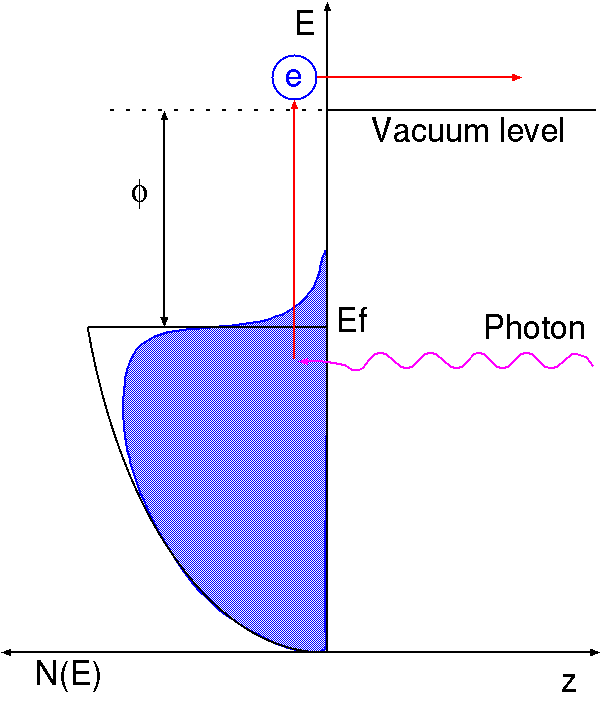 E
e
Vacuum level
ϕ
Ef
Photon
N(E)
z